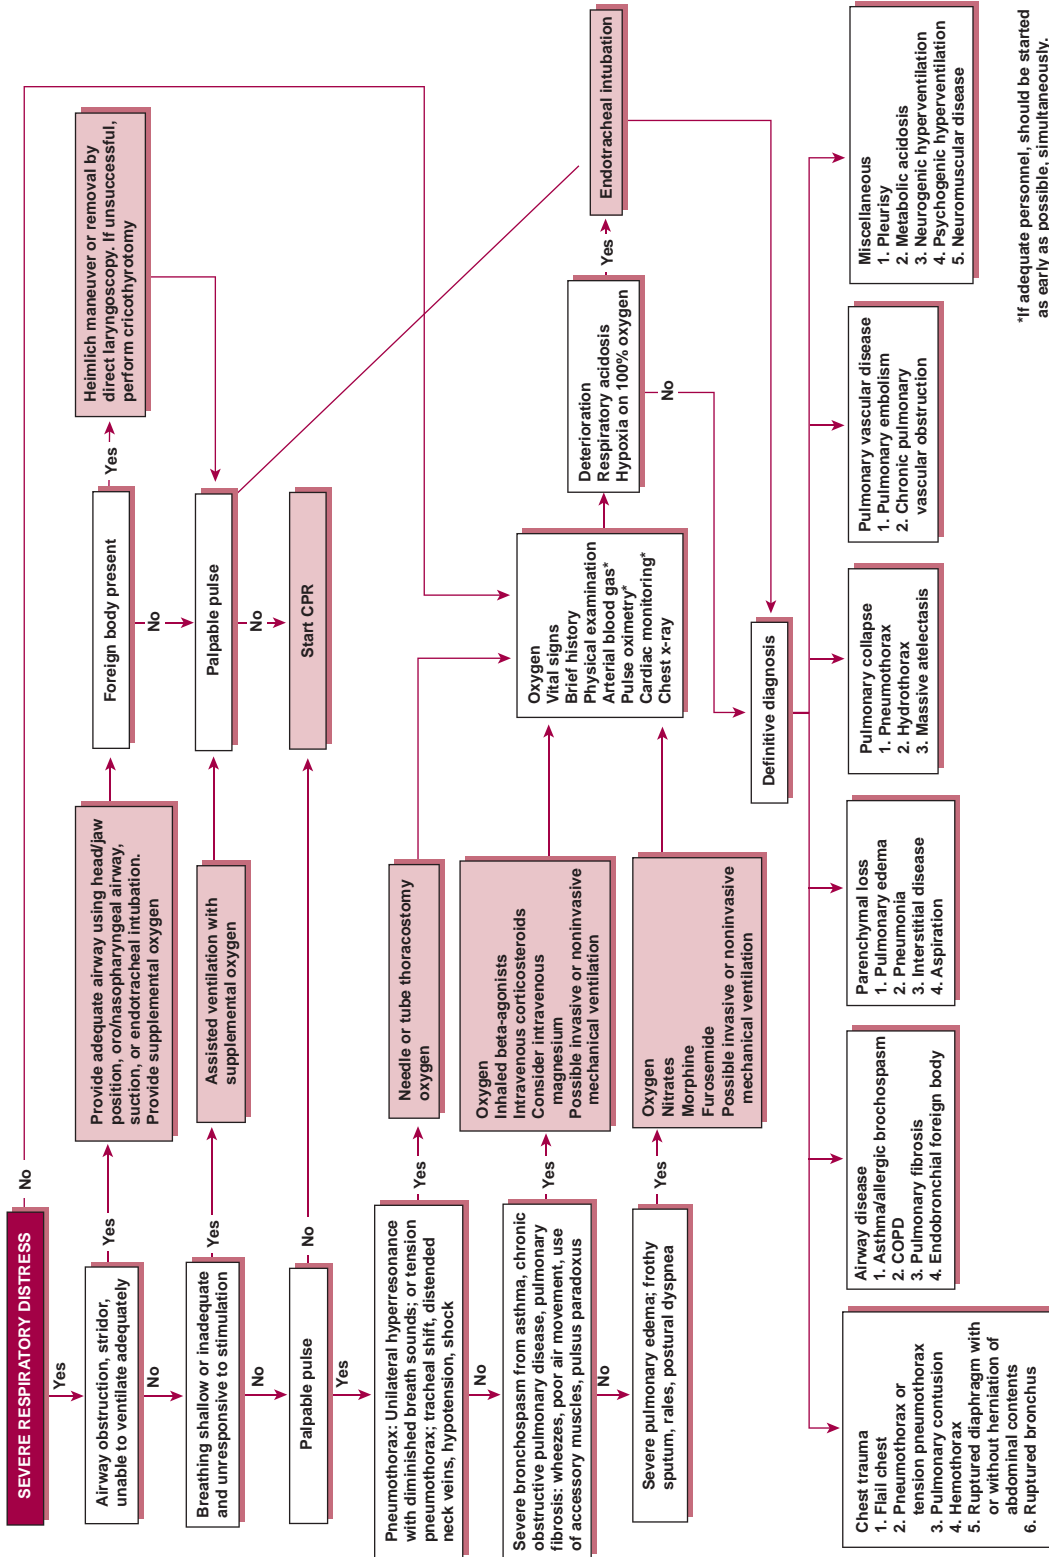 SEVERE RESPIRATORY DISTRESS
No
Yes
Airway obstruction, stridor,
unable to ventilate adequately
Yes
Provide adequate airway using head/jaw
position, oro/nasopharyngeal airway,
suction, or endotracheal intubation.
Provide supplemental oxygen
Foreign body present
Yes
Heimlich maneuver or removal by
direct laryngoscopy. If unsuccessful,
perform cricothyrotomy
No
No
Breathing shallow or inadequate
and unresponsive to stimulation
Yes
Assisted ventilation with
supplemental oxygen
Palpable pulse
No
No
Palpable pulse
No
Start CPR
Yes
Pneumothorax: Unilateral hyperresonance
with diminished breath sounds; or tension
pneumothorax; tracheal shift, distended
neck veins, hypotension, shock
Yes
Needle or tube thoracostomy
oxygen
No
Severe bronchospasm from asthma, chronic
obstructive pulmonary disease, pulmonary
fibrosis: wheezes, poor air movement, use
of accessory muscles, pulsus paradoxus
Yes
Oxygen
Inhaled beta-agonists
Intravenous corticosteroids
Consider intravenous
magnesium
Possible invasive or noninvasive
mechanical ventilation
Oxygen
Vital signs
Brief history
Physical examination
Arterial blood gas*
Pulse oximetry*
Cardiac monitoring*
Chest x-ray
Deterioration
Respiratory acidosis
Hypoxia on 100% oxygen
Yes
Endotracheal intubation
No
No
Severe pulmonary edema; frothy
sputum, rales, postural dyspnea
Yes
Oxygen
Nitrates
Morphine
Furosemide
Possible invasive or noninvasive
mechanical ventilation
Definitive diagnosis
Chest trauma
1. Flail chest
2. Pneumothorax or
tension pneumothorax
3. Pulmonary contusion
4. Hemothorax
5. Ruptured diaphragm with
or without herniation of
abdominal contents
6. Ruptured bronchus
Airway disease
1. Asthma/allergic brochospasm
2. COPD
3. Pulmonary fibrosis
4. Endobronchial foreign body
Parenchymal loss
1. Pulmonary edema
2. Pneumonia
3. Interstitial disease
4. Aspiration
Pulmonary collapse
1. Pneumothorax
2. Hydrothorax
3. Massive atelectasis
Pulmonary vascular disease
1. Pulmonary embolism
2. Chronic pulmonary
vascular obstruction
Miscellaneous
1. Pleurisy
2. Metabolic acidosis
3. Neurogenic hyperventilation
4. Psychogenic hyperventilation
5. Neuromuscular disease
*If adequate personnel, should be started
as early as possible, simultaneously.